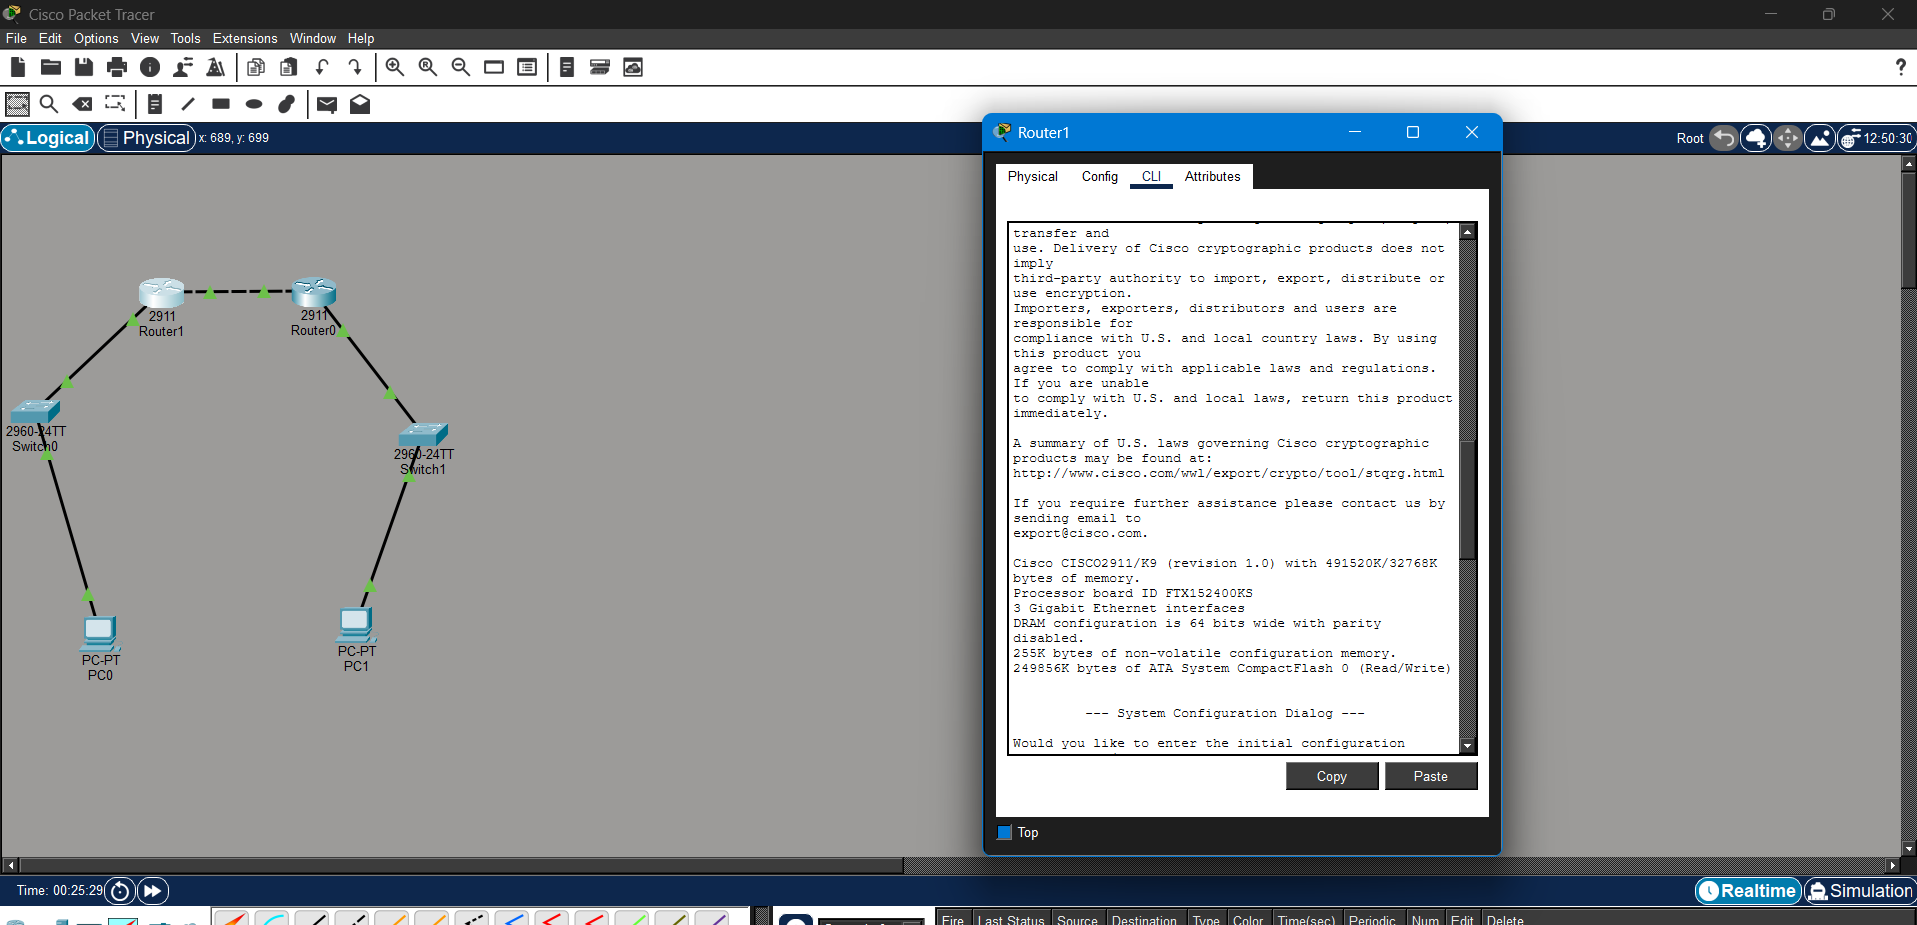 Cisco Packet Tracer
File Edit Options View Tools Extensions Window Help
?
Logical Physical x: 689, y: 699
Root 12:50:30
Router1
Physical Config CLI Attributes
transfer and
use. Delivery of Cisco cryptographic products does not
imply
third-party authority to import, export, distribute or
use encryption.
Importers, exporters, distributors and users are
responsible for
compliance with U.S. and local country laws. By using
this product you
agree to comply with applicable laws and regulations.
If you are unable
to comply with U.S. and local laws, return this product
immediately.
A summary of U.S. laws governing Cisco cryptographic
products may be found at:
http://www.cisco.com/wwl/export/crypto/tool/stqrg.html
If you require further assistance please contact us by
sending email to
export@cisco.com.
Cisco CISCO2911/K9 (revision 1.0) with 491520K/32768K
bytes of memory.
Processor board ID FTX152400KS
3 Gigabit Ethernet interfaces
DRAM configuration is 64 bits wide with parity
disabled.
255K bytes of non-volatile configuration memory.
249856K bytes of ATA System CompactFlash 0 (Read/Write)
--- System Configuration Dialog ---
Would you like to enter the initial configuration
Copy Paste
Top
2911
Router1
2911
Router0
2960-24TT
Switch0
2960-24TT
Switch1
PC-PT
PC0
PC-PT
PC1
Time: 00:25:29
Realtime Simulation
Fire Last Status Source Destination Type Color Time(sec) Periodic Num Edit Delete